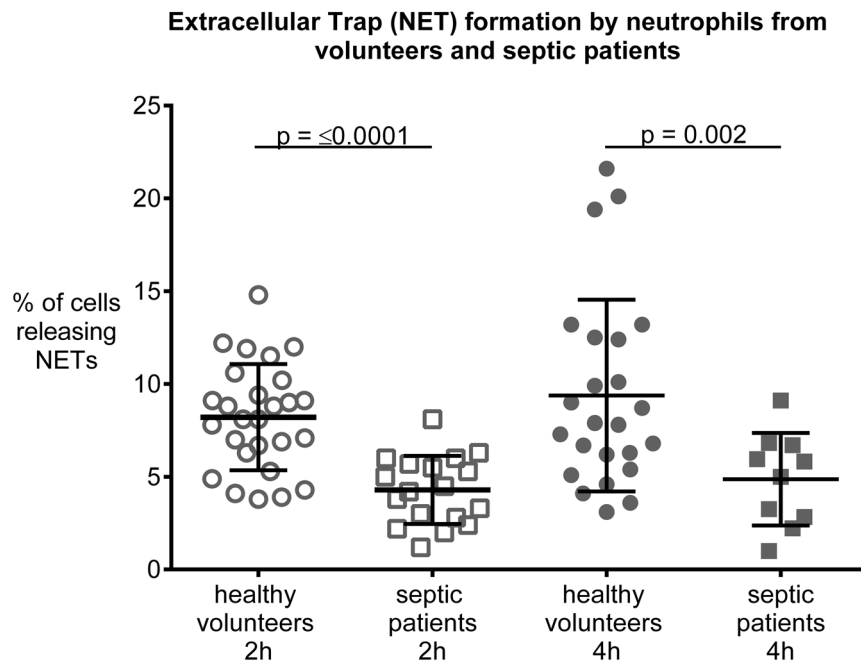 Extracellular Trap (NET) formation by neutrophils from
volunteers and septic patients
25
20
15
10
5
0
% of cells
releasing
NETs
p = ≤0.0001
p = 0.002
healthy
volunteers
2h
septic
patients
2h
healthy
volunteers
4h
septic
patients
4h